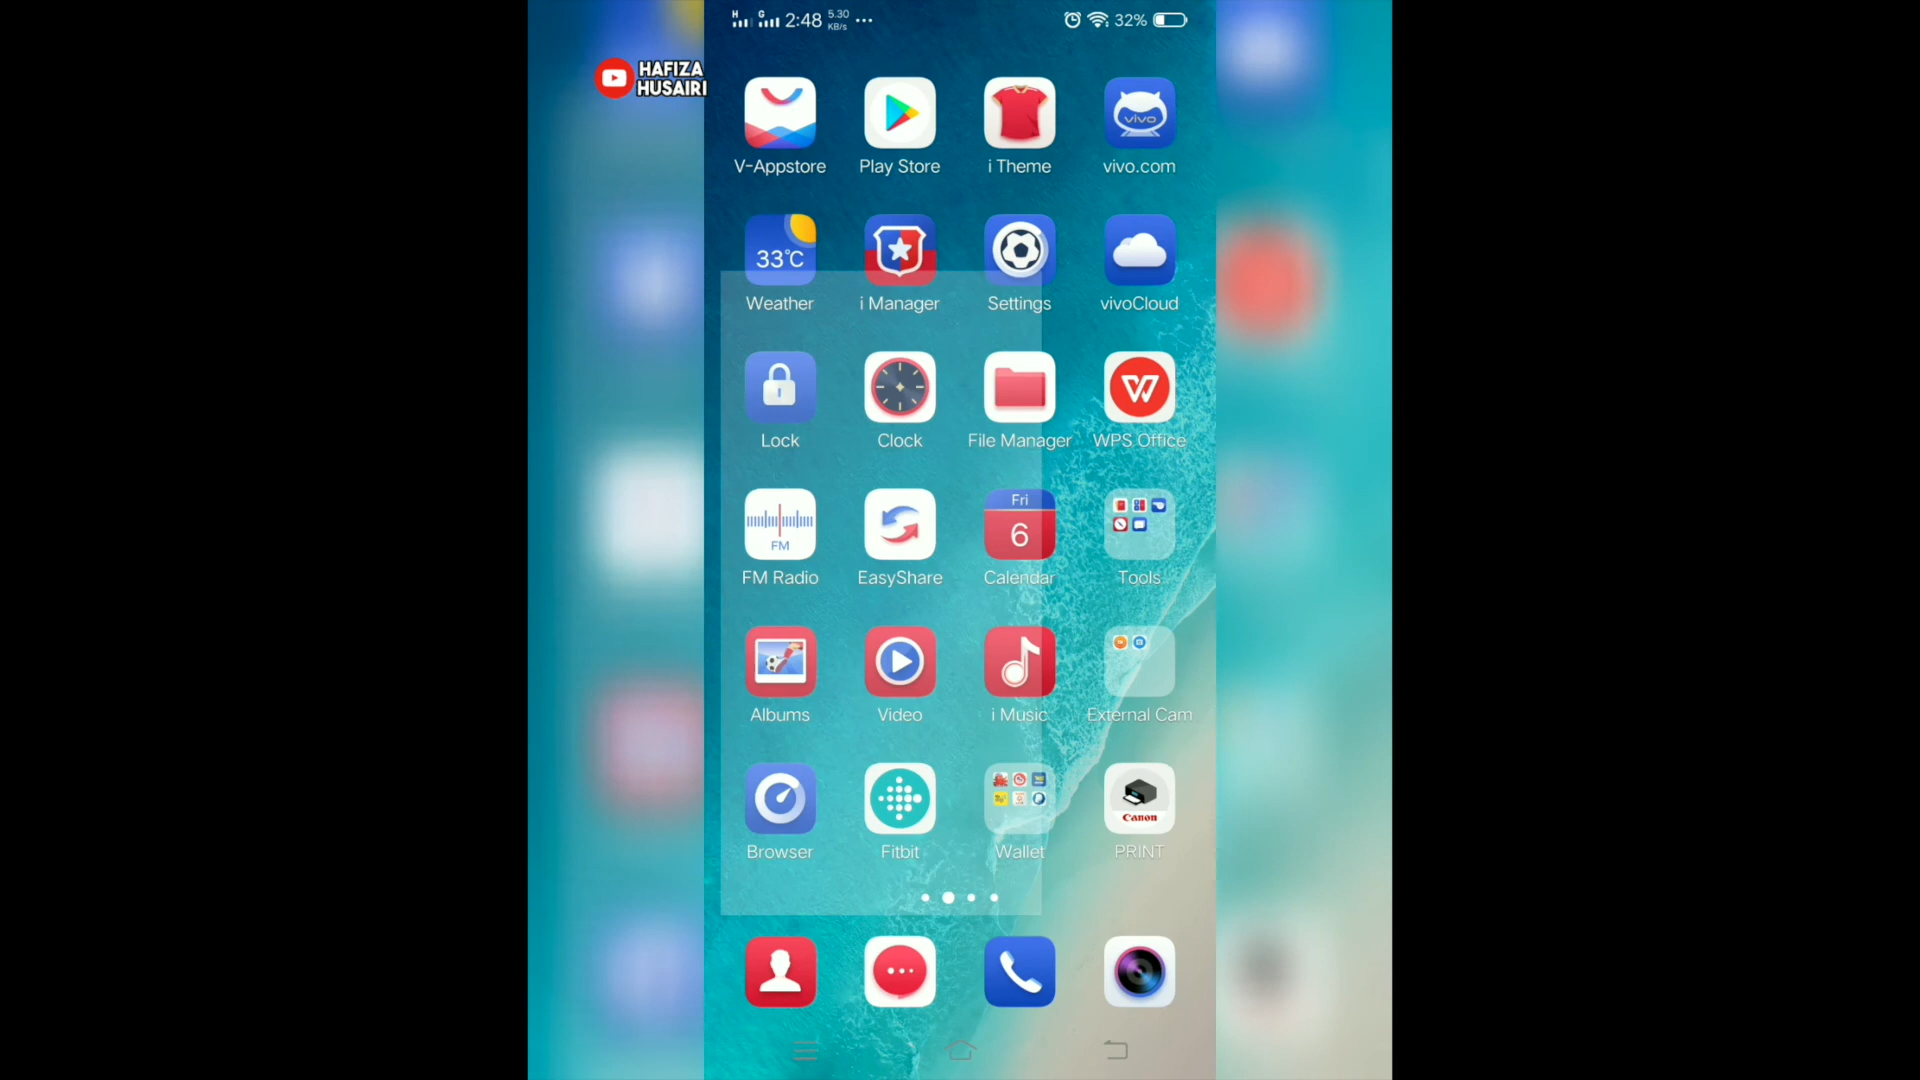 H G 2:48 5.30 KB/s ... 32%
HAFIZA
HUSAIRI
V-Appstore Play Store i Theme vivo.com
vivo
33°C
Weather i Manager Settings vivoCloud
Lock Clock File Manager WPS Office
Fri
6
FM
FM Radio EasyShare Calendar Tools
Albums Video i Music External Cam
Canon
Browser Fitbit Wallet PRINT